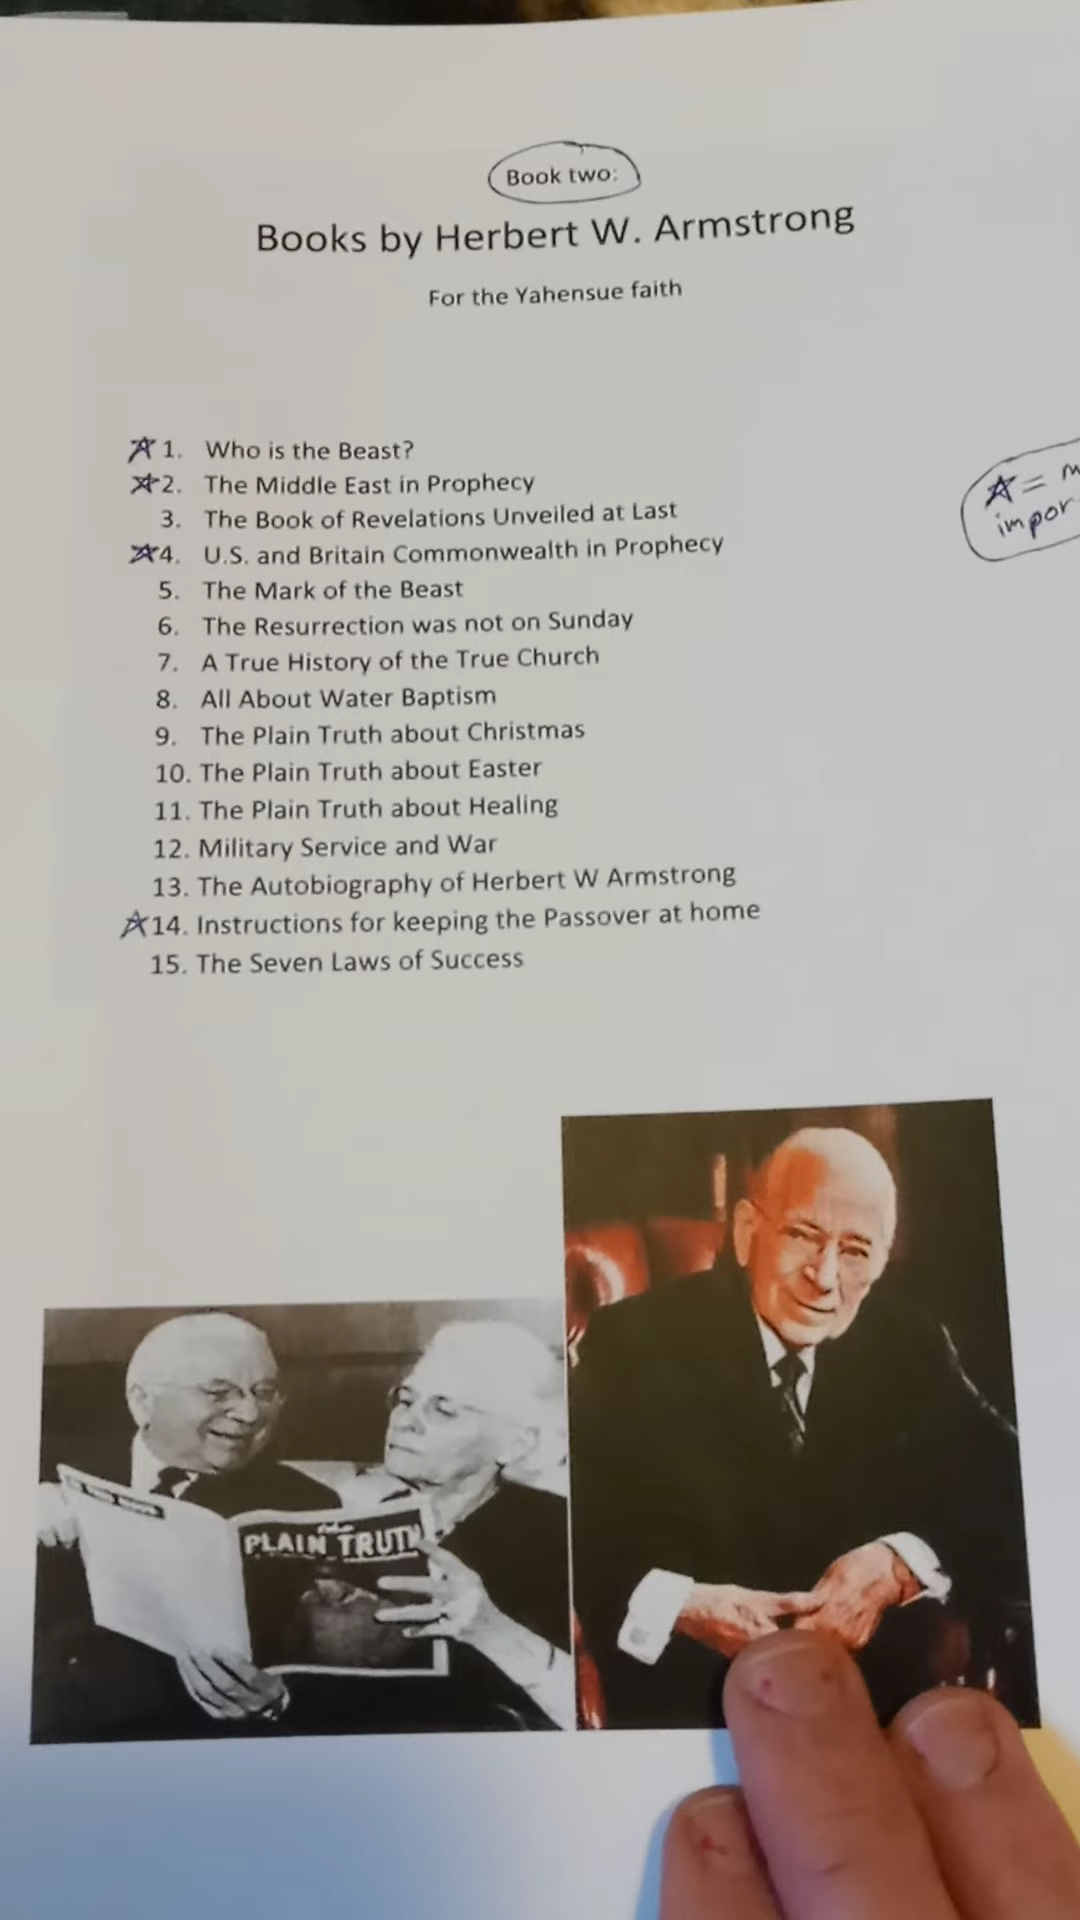 Book two:
Books by Herbert W. Armstrong
For the Yahensue faith
1. Who is the Beast?
2. The Middle East in Prophecy
3. The Book of Revelations Unveiled at Last
4. U.S. and Britain Commonwealth in Prophecy
5. The Mark of the Beast
6. The Resurrection was not on Sunday
7. A True History of the True Church
8. All About Water Baptism
9. The Plain Truth about Christmas
10. The Plain Truth about Easter
11. The Plain Truth about Healing
12. Military Service and War
13. The Autobiography of Herbert W Armstrong
14. Instructions for keeping the Passover at home
15. The Seven Laws of Success
☆ = m
impor
PLAIN TRUTH